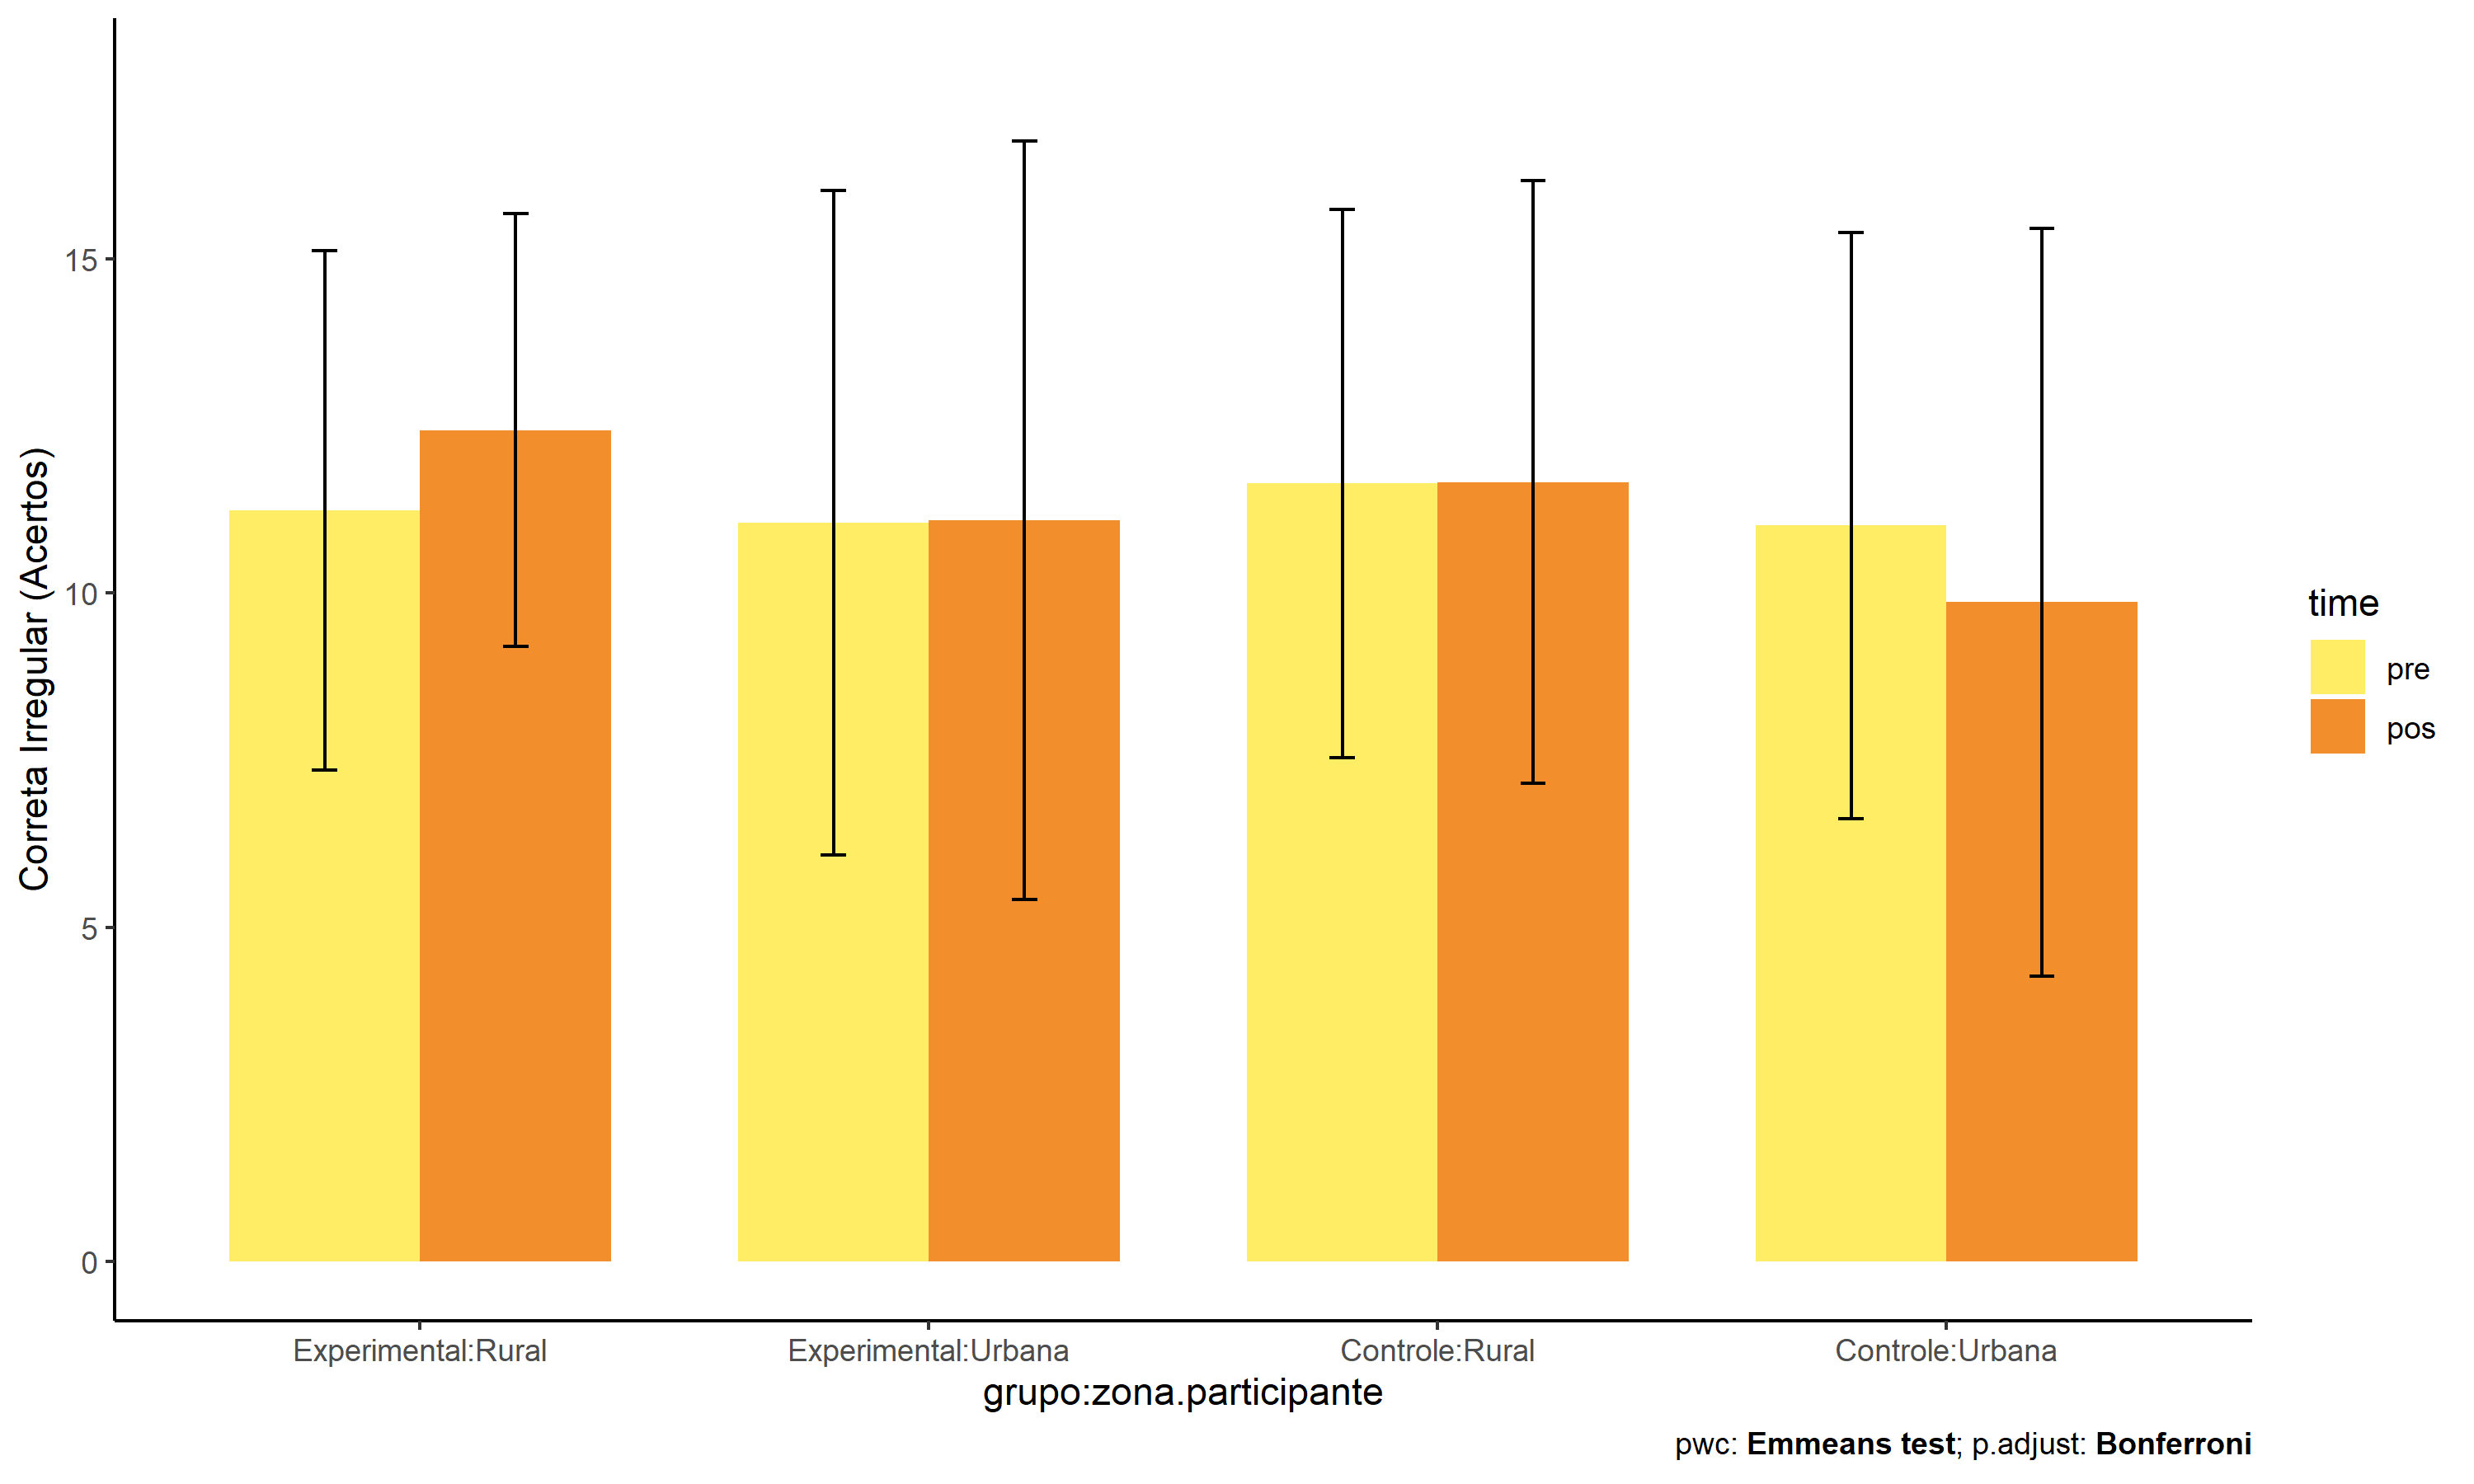 Correta Irregular (Acertos)
15
10
5
0
Experimental:Rural
Experimental:Urbana
Controle:Rural
Controle:Urbana
grupo:zona.participante
time
pre
pos
pwc: Emmeans test; p.adjust: Bonferroni